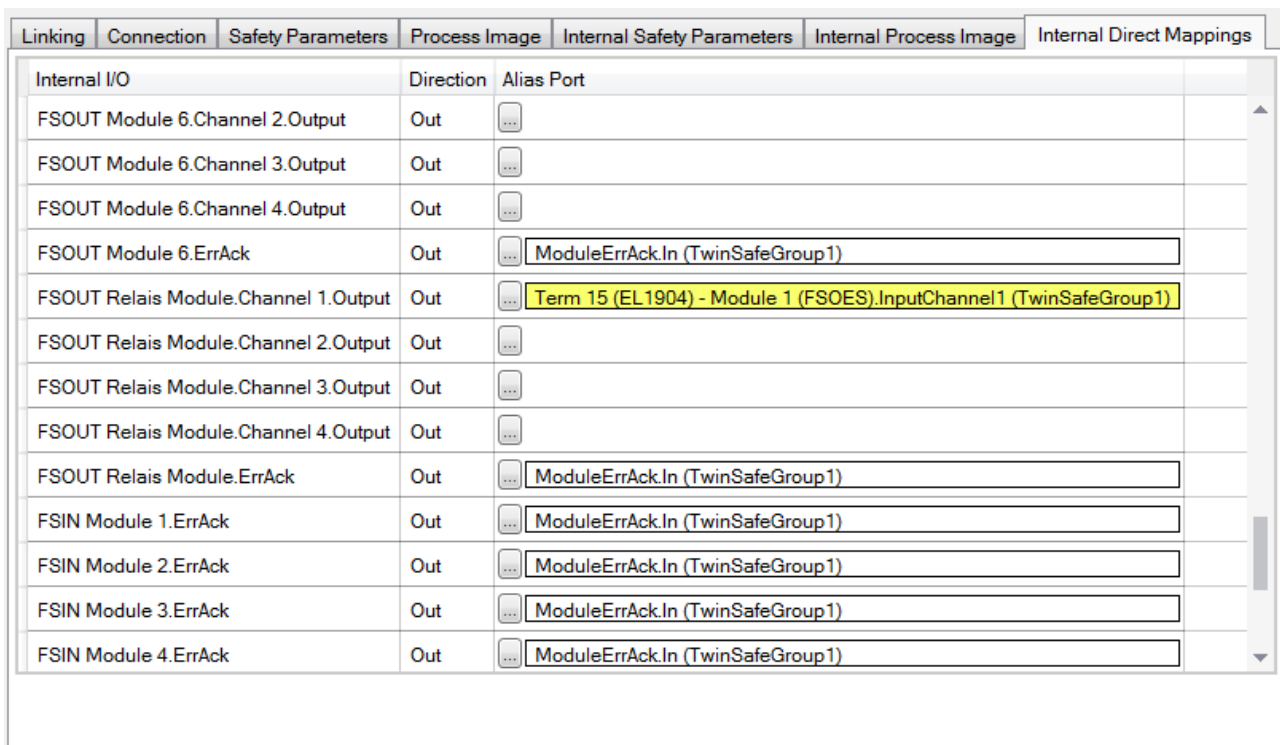 Linking Connection Safety Parameters Process Image Internal Safety Parameters Internal Process Image Internal Direct Mappings
Internal I/O Direction Alias Port
FSOUT Module 6.Channel 2.Output Out ...
FSOUT Module 6.Channel 3.Output Out ...
FSOUT Module 6.Channel 4.Output Out ...
FSOUT Module 6.ErrAck Out ... ModuleErrAck.In (TwinSafeGroup1)
FSOUT Relais Module.Channel 1.Output Out ... Term 15 (EL1904) - Module 1 (FSOES).InputChannel1 (TwinSafeGroup1)
FSOUT Relais Module.Channel 2.Output Out ...
FSOUT Relais Module.Channel 3.Output Out ...
FSOUT Relais Module.Channel 4.Output Out ...
FSOUT Relais Module.ErrAck Out ... ModuleErrAck.In (TwinSafeGroup1)
FSIN Module 1.ErrAck Out ... ModuleErrAck.In (TwinSafeGroup1)
FSIN Module 2.ErrAck Out ... ModuleErrAck.In (TwinSafeGroup1)
FSIN Module 3.ErrAck Out ... ModuleErrAck.In (TwinSafeGroup1)
FSIN Module 4.ErrAck Out ... ModuleErrAck.In (TwinSafeGroup1)